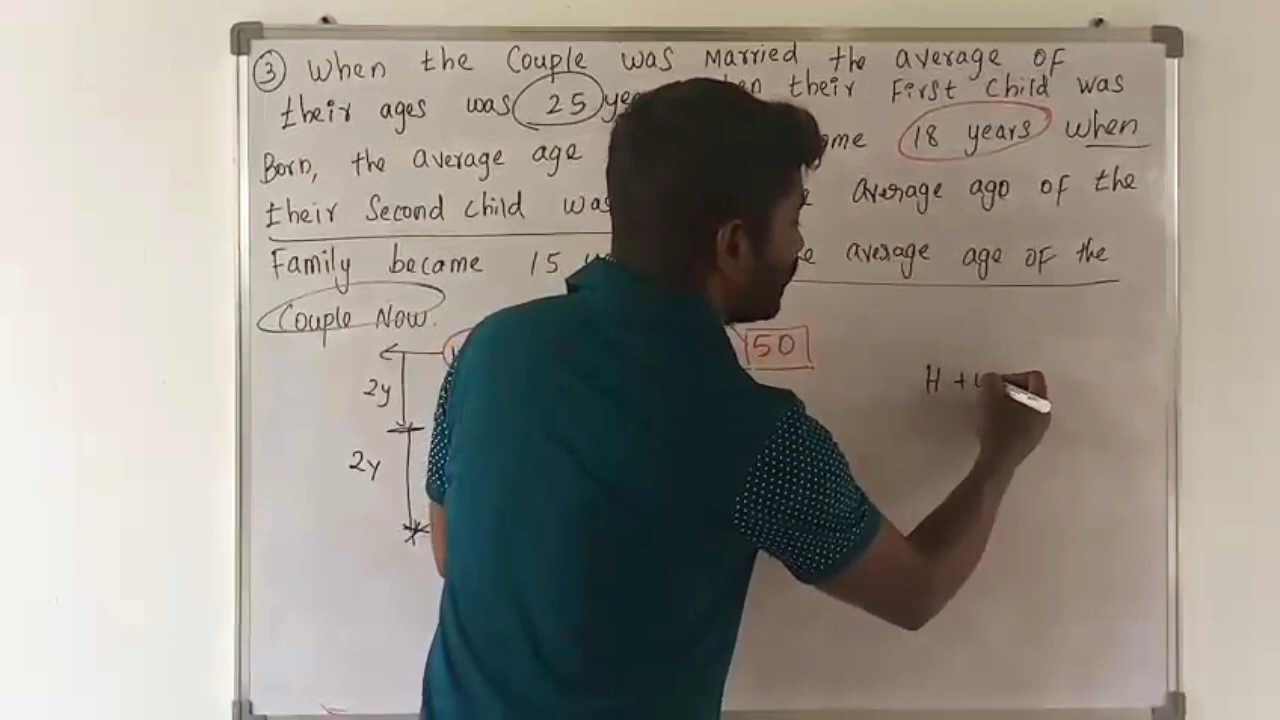 ③ When the Couple was Married the average of
their ages was 25 their First Child was
Born, the average age 18 years when
their Second child was average ago of the
Family became 15 average age of the
Couple Now.
50
2y
H +
2y